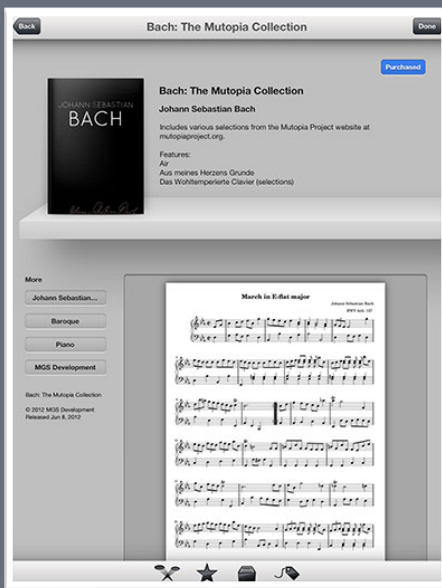 Back
Bach: The Mutopia Collection
Done
Purchased
JOHANN SEBASTIAN
BACH
Bach: The Mutopia Collection
Johann Sebastian Bach
Includes various selections from the Mutopia Project website at
mutopiaproject.org.
Features:
Air
Aus meines Herzens Grunde
Das Wohltemperierte Clavier (selections)
More
Johann Sebastian...
Baroque
Piano
MGS Development
Bach: The Mutopia Collection
© 2012 MGS Development
Released Jun 8, 2012
March in E-flat major
Johann Sebastian Bach
BWV Anh. 127